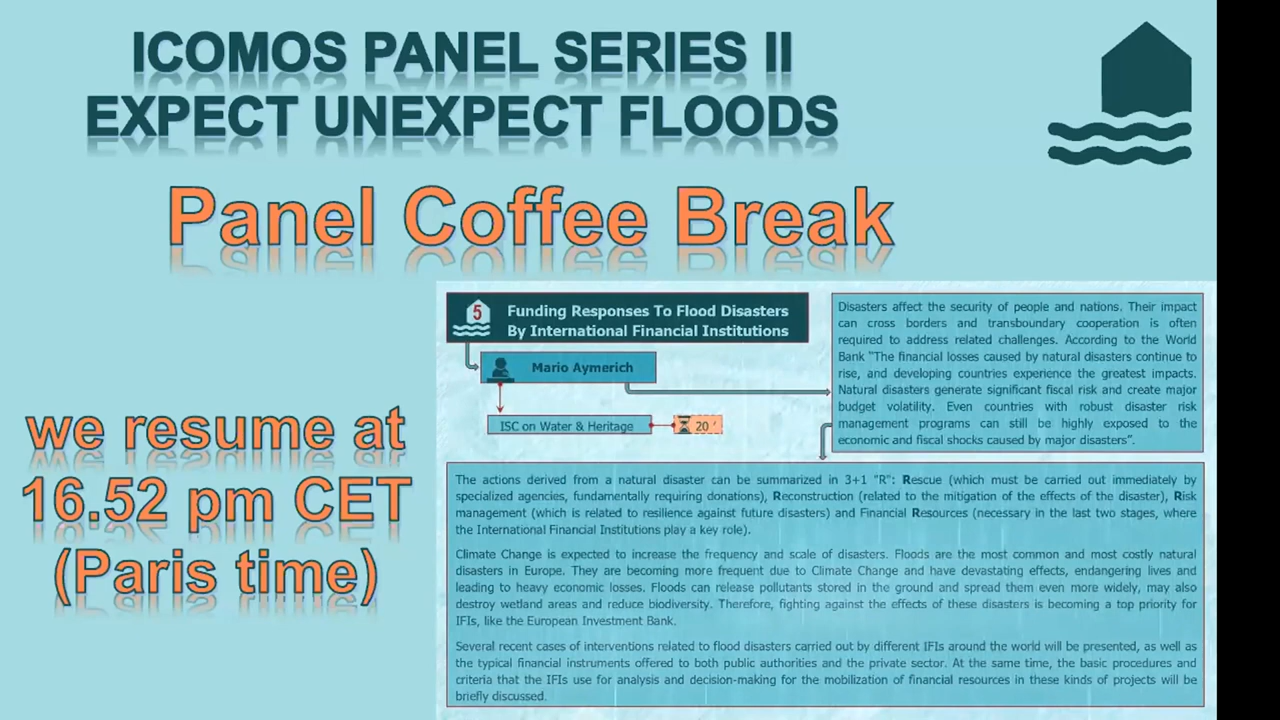 ICOMOS PANEL SERIES II
EXPECT UNEXPECT FLOODS
Panel Coffee Break
we resume at
16.52 pm CET
(Paris time)
5
Funding Responses To Flood Disasters
By International Financial Institutions
Mario Aymerich
ISC on Water & Heritage
20 ′
Disasters affect the security of people and nations. Their impact
can cross borders and transboundary cooperation is often
required to address related challenges. According to the World
Bank “The financial losses caused by natural disasters continue to
rise, and developing countries experience the greatest impacts.
Natural disasters generate significant fiscal risk and create major
budget volatility. Even countries with robust disaster risk
management programs can still be highly exposed to the
economic and fiscal shocks caused by major disasters”.
The actions derived from a natural disaster can be summarized in 3+1 "R": Rescue (which must be carried out immediately by
specialized agencies, fundamentally requiring donations), Reconstruction (related to the mitigation of the effects of the disaster), Risk
management (which is related to resilience against future disasters) and Financial Resources (necessary in the last two stages, where
the International Financial Institutions play a key role).
Climate Change is expected to increase the frequency and scale of disasters. Floods are the most common and most costly natural
disasters in Europe. They are becoming more frequent due to Climate Change and have devastating effects, endangering lives and
leading to heavy economic losses. Floods can release pollutants stored in the ground and spread them even more widely, may also
destroy wetland areas and reduce biodiversity. Therefore, fighting against the effects of these disasters is becoming a top priority for
IFIs, like the European Investment Bank.
Several recent cases of interventions related to flood disasters carried out by different IFIs around the world will be presented, as well as
the typical financial instruments offered to both public authorities and the private sector. At the same time, the basic procedures and
criteria that the IFIs use for analysis and decision-making for the mobilization of financial resources in these kinds of projects will be
briefly discussed.